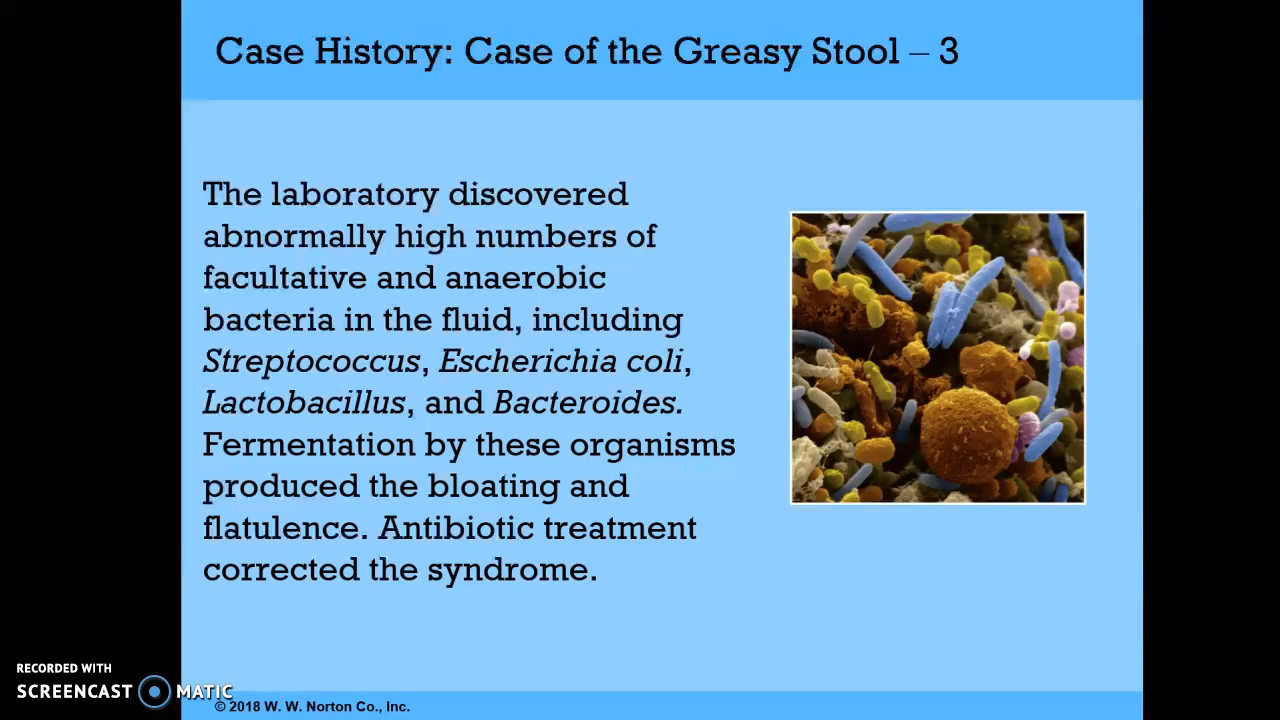 Case History: Case of the Greasy Stool – 3
The laboratory discovered
abnormally high numbers of
facultative and anaerobic
bacteria in the fluid, including
Streptococcus, Escherichia coli,
Lactobacillus, and Bacteroides.
Fermentation by these organisms
produced the bloating and
flatulence. Antibiotic treatment
corrected the syndrome.
RECORDED WITH
SCREENCAST MATIC
© 2018 W. W. Norton Co., Inc.